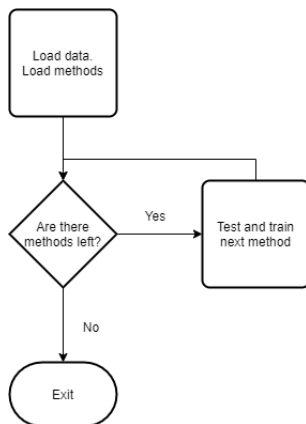 Load data.
Load methods
Are there
methods left?
Yes
Test and train
next method
No
Exit